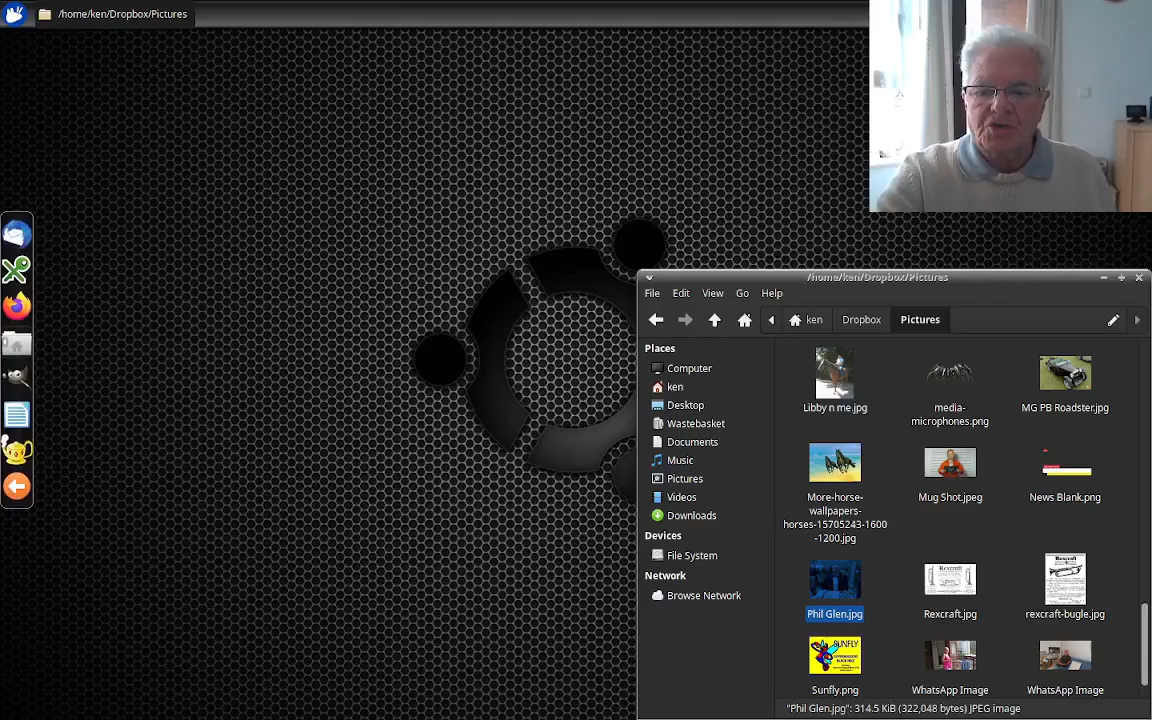 /home/ken/Dropbox/Pictures
/home/ken/Dropbox/Pictures
File Edit View Go Help
ken Dropbox Pictures
Places
Computer
ken
Desktop
Wastebasket
Documents
Music
Pictures
Videos
Downloads
Devices
File System
Network
Browse Network
Libby n me.jpg
media-
microphones.png
MG PB Roadster.jpg
More-horse-
wallpapers-
horses-15705243-1600
-1200.jpg
Mug Shot.jpeg
News Blank.png
Phil Glen.jpg
Rexcraft.jpg
rexcraft-bugle.jpg
SUNFLY
Sunfly.png
WhatsApp Image
WhatsApp Image
"Phil Glen.jpg": 314.5 KiB (322,048 bytes) JPEG image